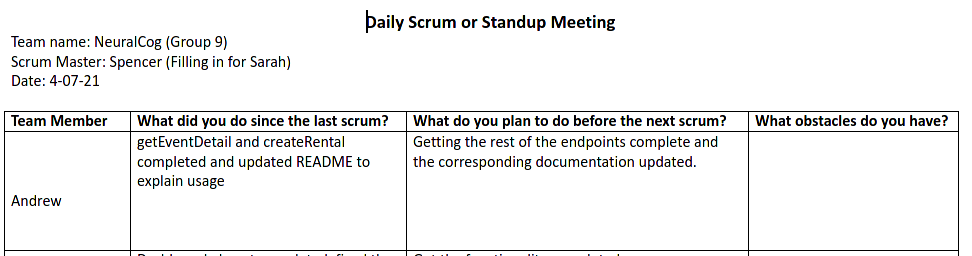 Daily Scrum or Standup Meeting
Team name: NeuralCog (Group 9)
Scrum Master: Spencer (Filling in for Sarah)
Date: 4-07-21
Team Member
What did you do since the last scrum?
What do you plan to do before the next scrum?
What obstacles do you have?
Andrew
getEventDetail and createRental
completed and updated README to
explain usage
Getting the rest of the endpoints complete and
the corresponding documentation updated.